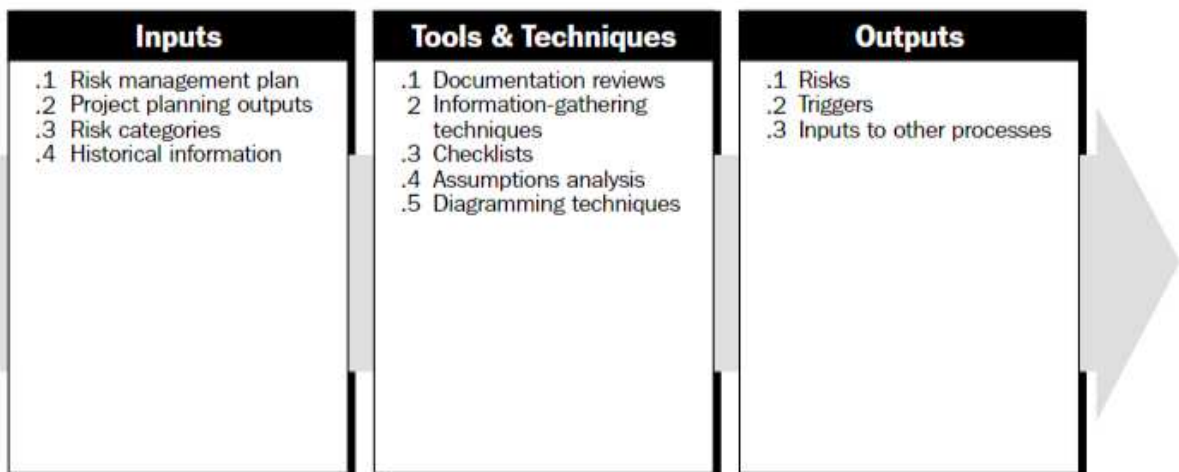 Inputs
.1 Risk management plan
.2 Project planning outputs
.3 Risk categories
.4 Historical information
Tools & Techniques
.1 Documentation reviews
2 Information-gathering
techniques
.3 Checklists
.4 Assumptions analysis
.5 Diagramming techniques
Outputs
.1 Risks
.2 Triggers
.3 Inputs to other processes